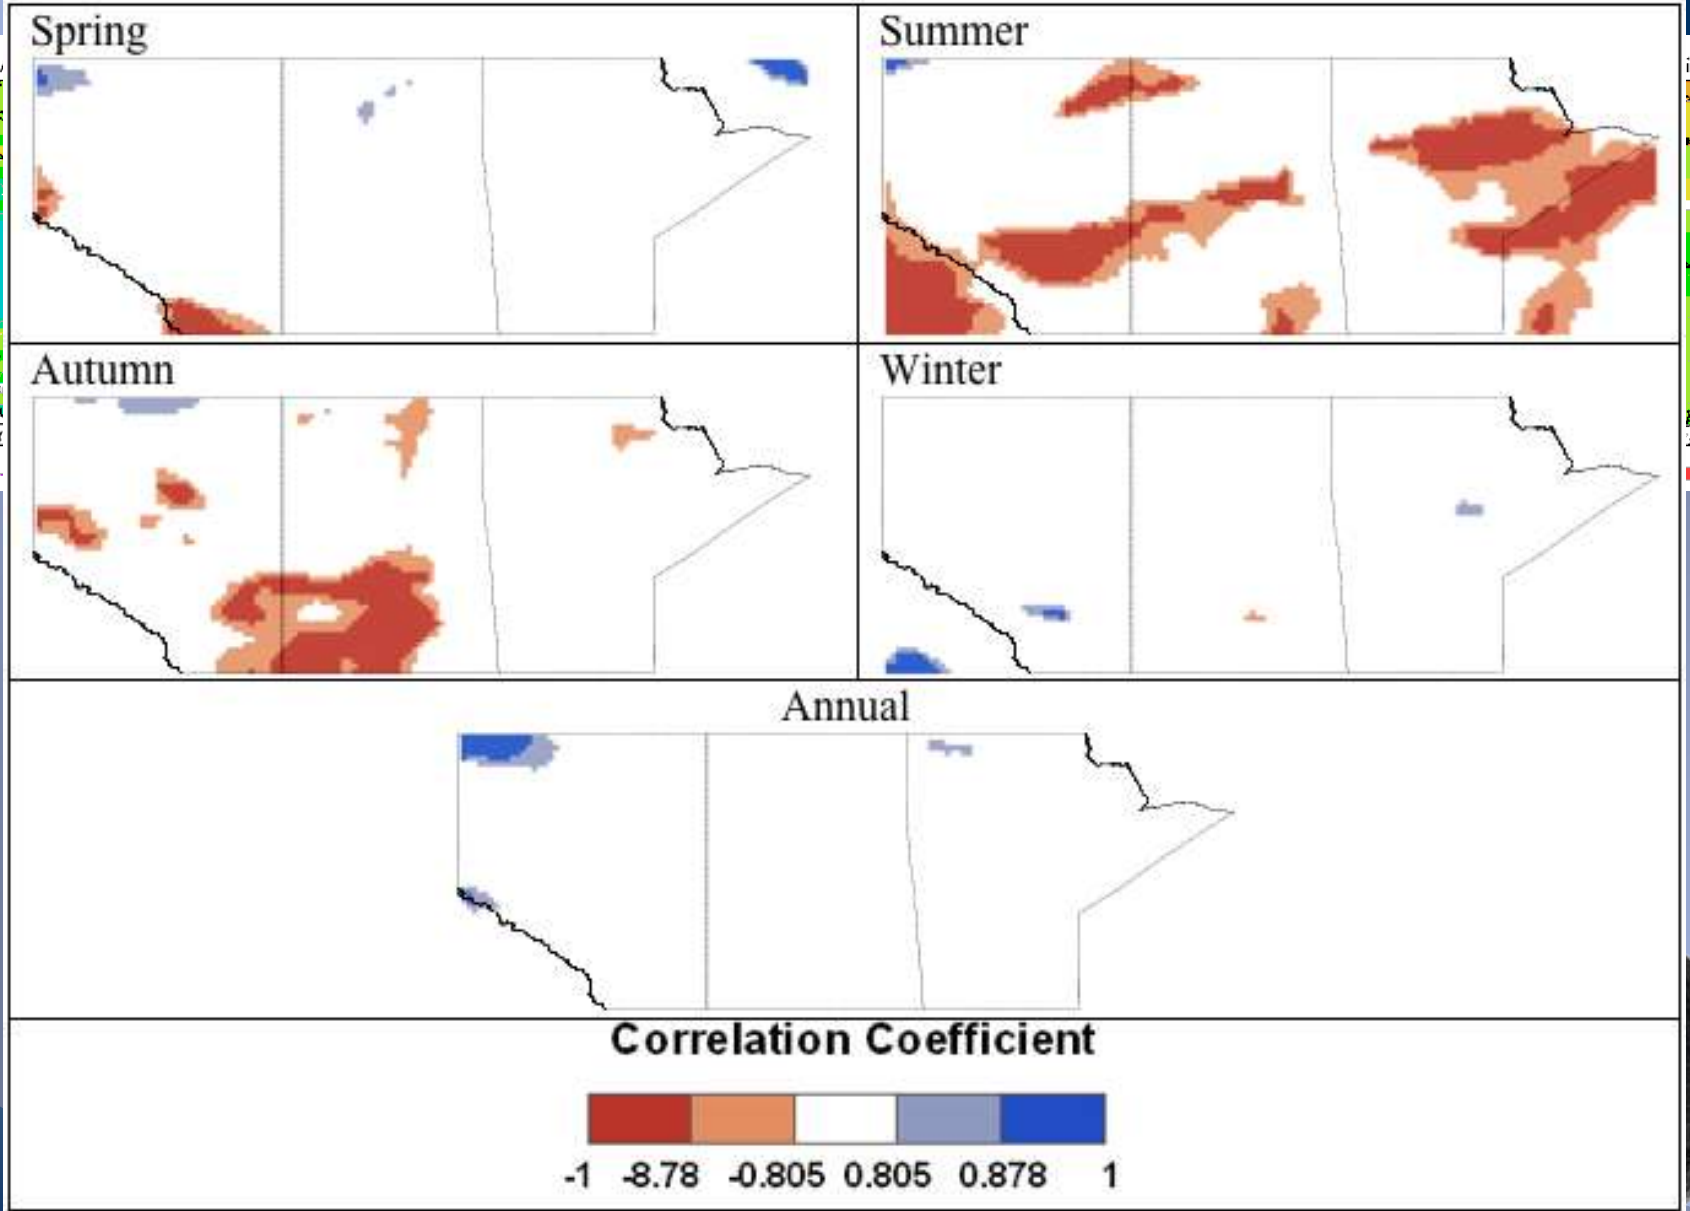 Spring
Summer
Autumn
Winter
Annual
Correlation Coefficient
-1 -8.78 -0.805 0.805 0.878 1